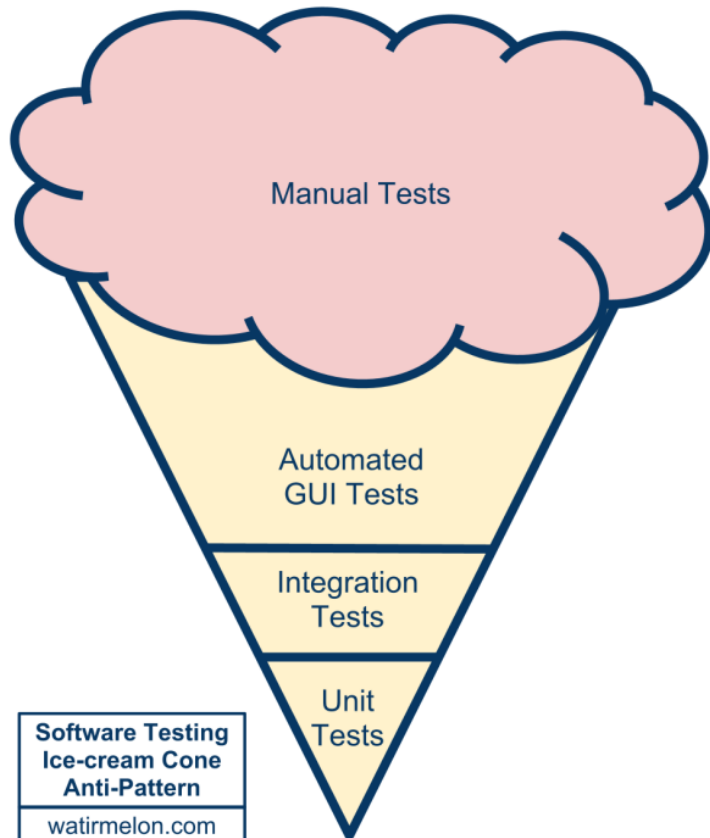 Manual Tests
Automated
GUI Tests
Integration
Tests
Unit
Tests
Software Testing
Ice-cream Cone
Anti-Pattern
watirmelon.com